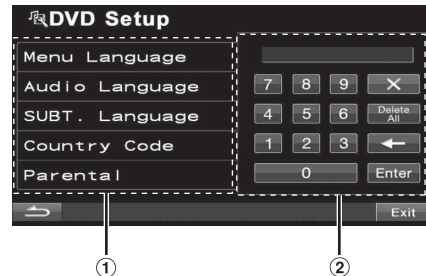 DVD Setup
Menu Language
Audio Language
SUBT. Language
Country Code
Parental
7 8 9 ×
4 5 6 Delete All
1 2 3 ←
0 Enter
Exit
① ②